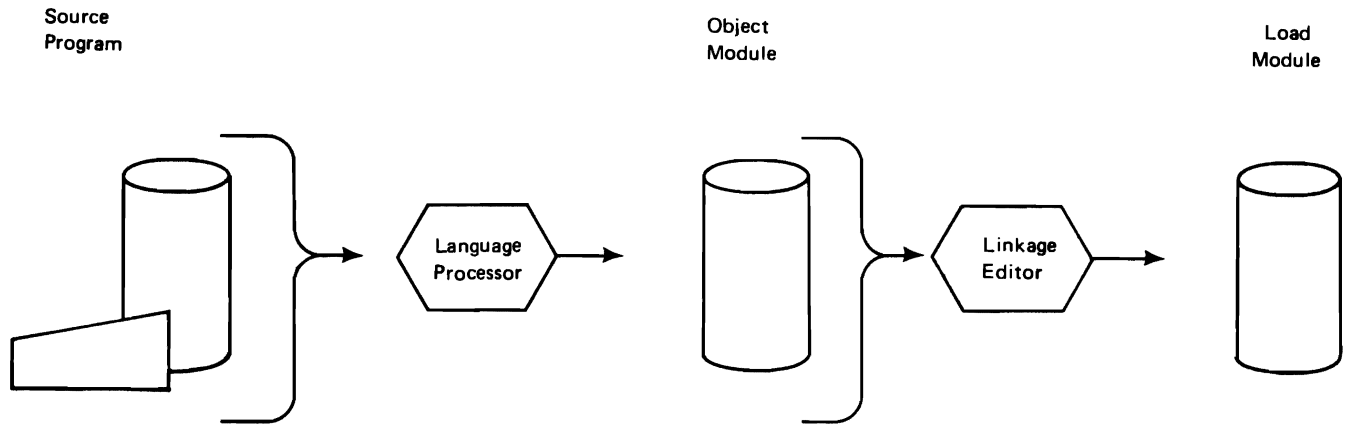 Source
Program
Object
Module
Load
Module
Language
Processor
Linkage
Editor